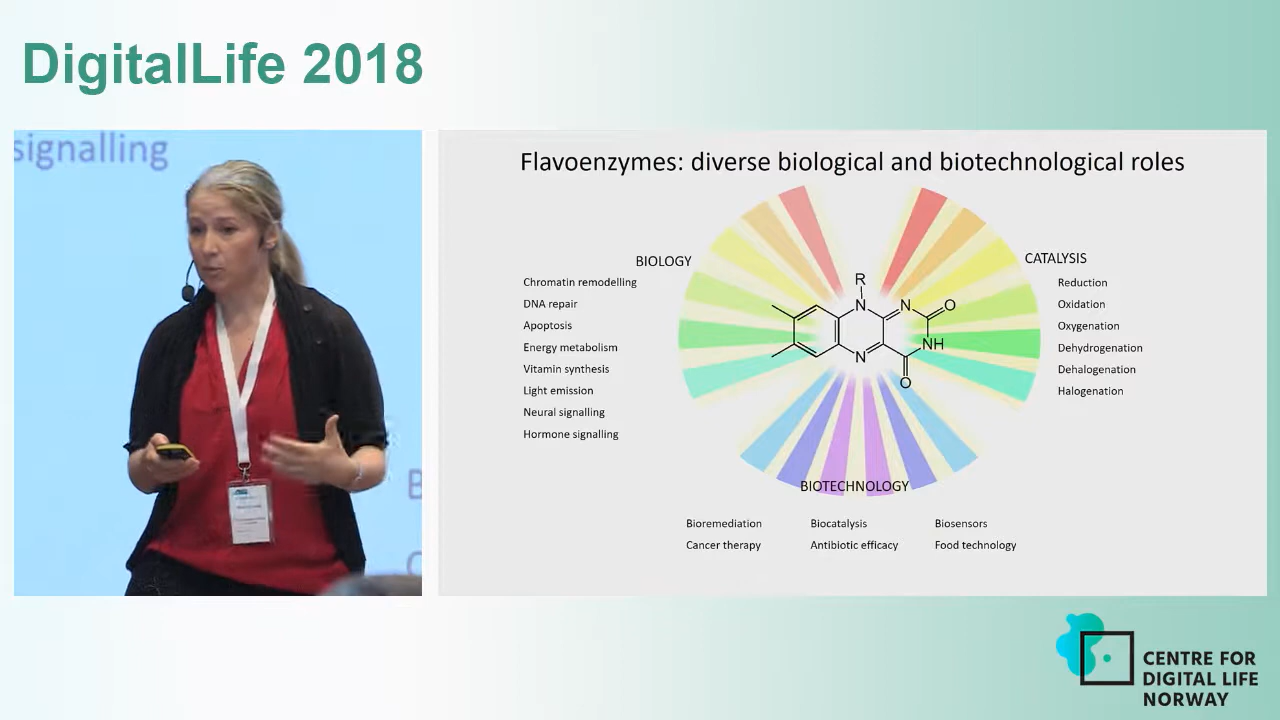 DigitalLife 2018
signalling
Flavoenzymes: diverse biological and biotechnological roles
BIOLOGY
Chromatin remodelling
DNA repair
Apoptosis
Energy metabolism
Vitamin synthesis
Light emission
Neural signalling
Hormone signalling
R
N
N
O
NH
N
O
CATALYSIS
Reduction
Oxidation
Oxygenation
Dehydrogenation
Dehalogenation
Halogenation
BIOTECHNOLOGY
Bioremediation Biocatalysis Biosensors
Cancer therapy Antibiotic efficacy Food technology
CENTRE FOR
DIGITAL LIFE
NORWAY